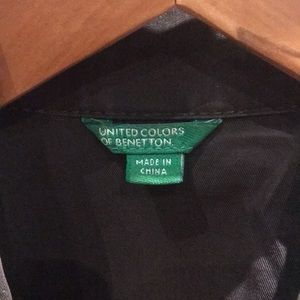 UNITED COLORS
OF BENETTON.
MADE IN
CHINA